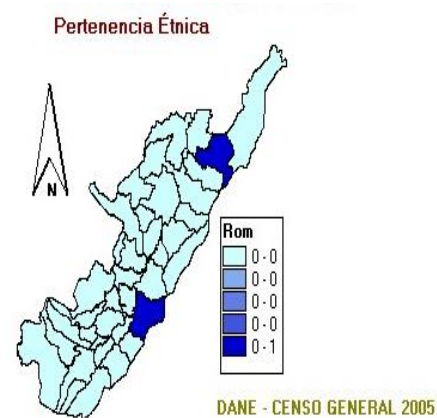 Pertenencia Étnica
N
Rom
0 - 0
0 - 0
0 - 0
0 - 0
0 - 1
DANE - CENSO GENERAL 2005